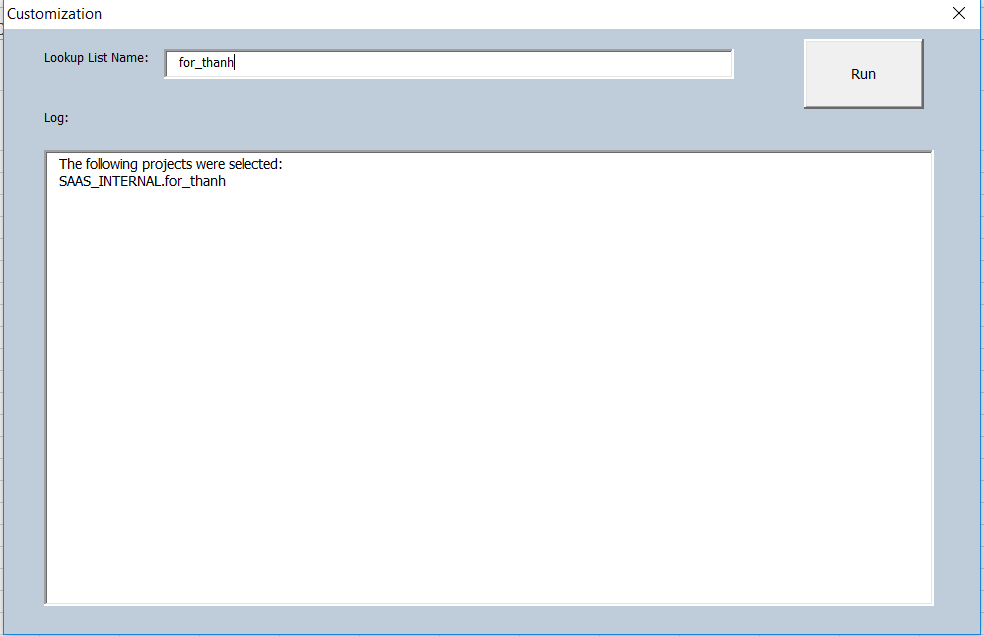 Customization
Lookup List Name:
for_thanh
Run
Log:
The following projects were selected:
SAAS_INTERNAL.for_thanh